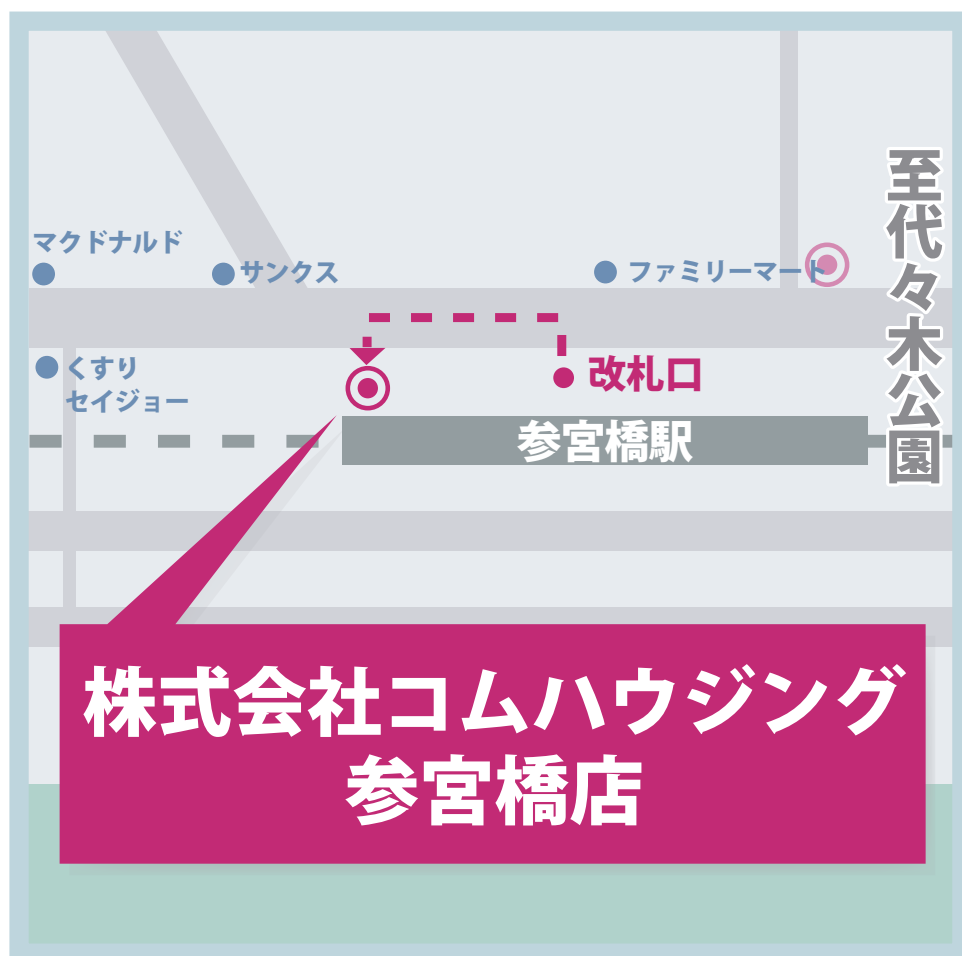 至代々木公園
マクドナルド
サンクス
ファミリーマート
くすり
セイジョー
改札口
参宮橋駅
株式会社コムハウジング
参宮橋店